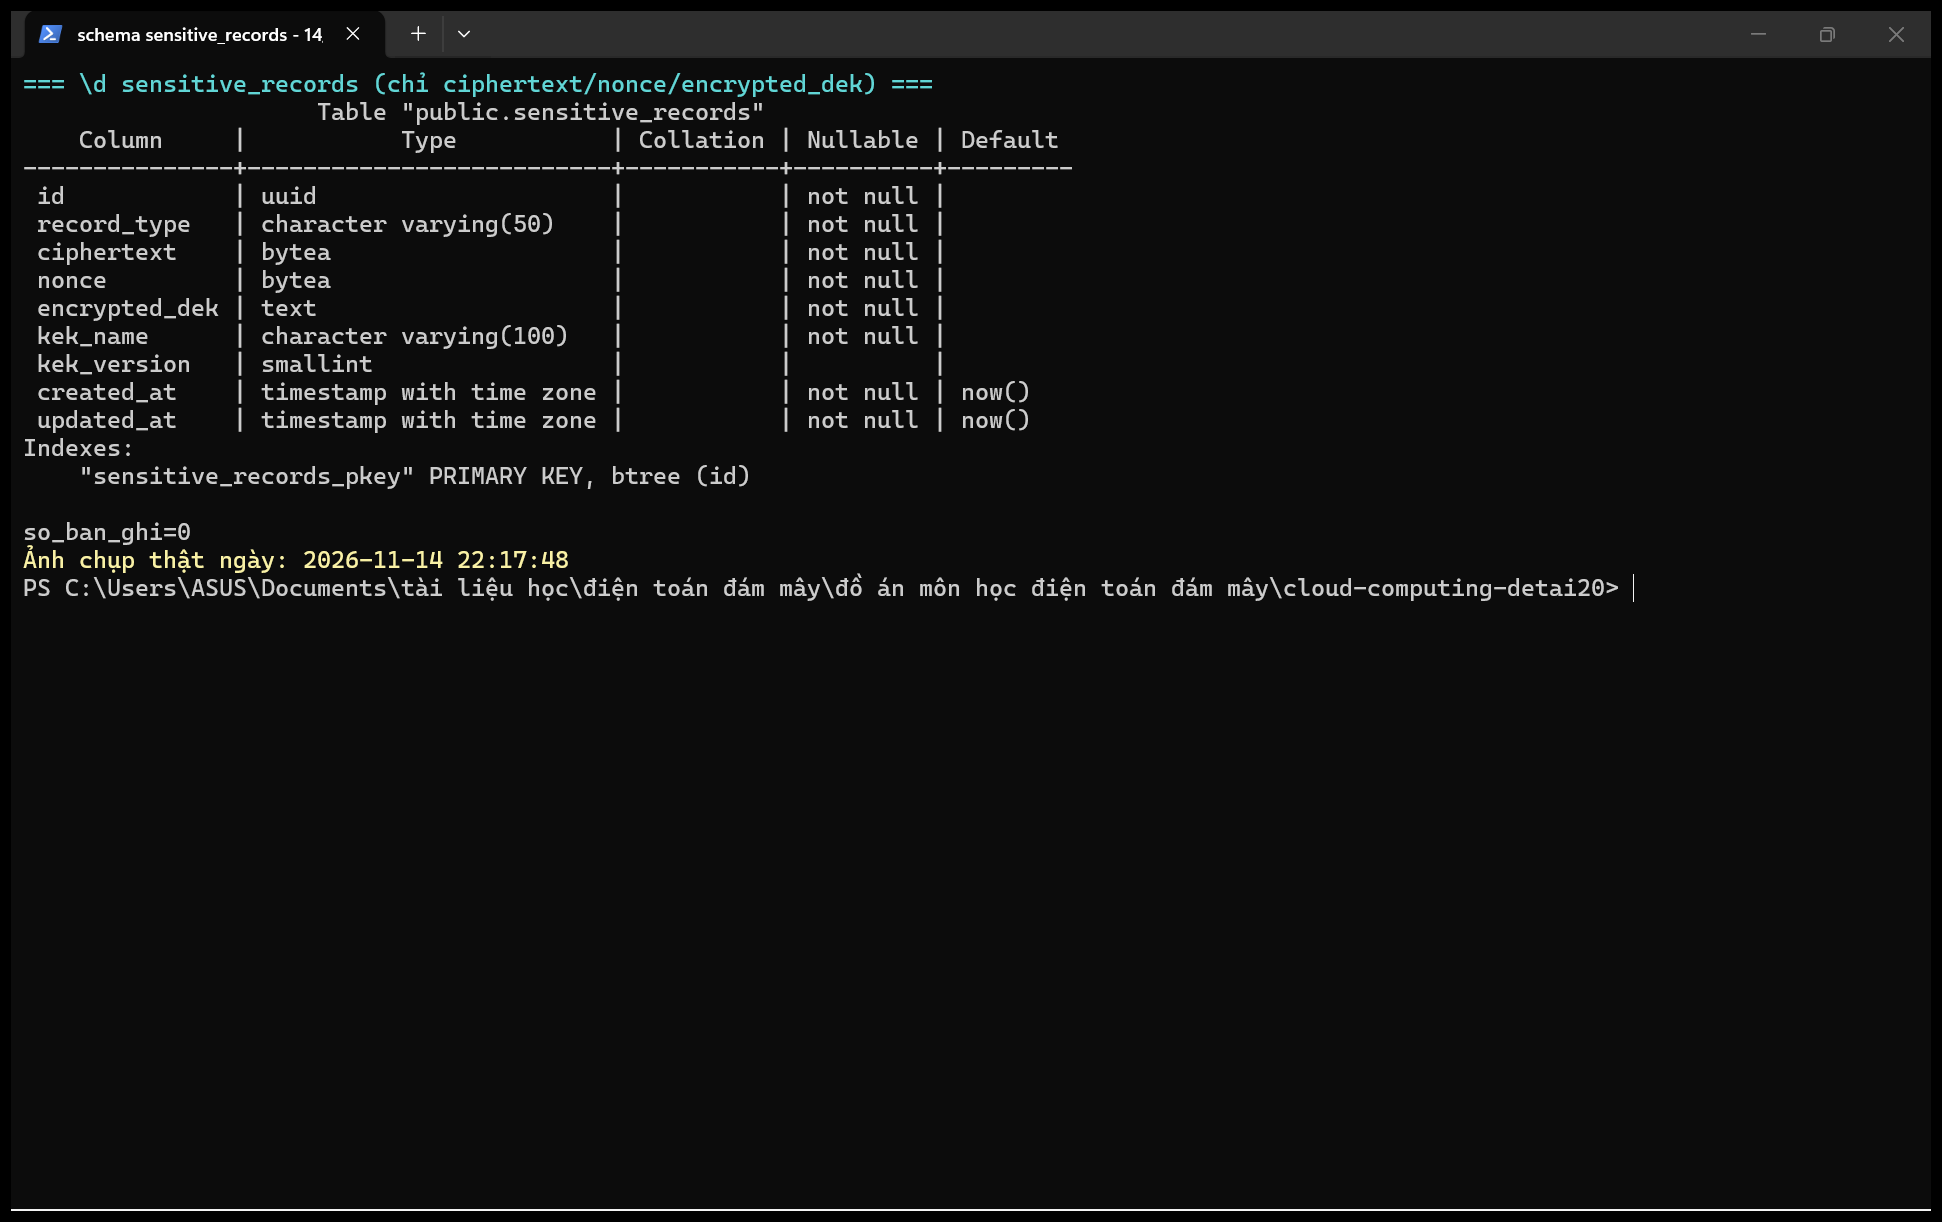 schema sensitive_records - 14
=== \d sensitive_records (chỉ ciphertext/nonce/encrypted_dek) ===
                     Table "public.sensitive_records"
    Column     |           Type           | Collation | Nullable | Default
---------------+--------------------------+-----------+----------+---------
 id            | uuid                     |           | not null |
 record_type   | character varying(50)    |           | not null |
 ciphertext    | bytea                    |           | not null |
 nonce         | bytea                    |           | not null |
 encrypted_dek | text                     |           | not null |
 kek_name      | character varying(100)   |           | not null |
 kek_version   | smallint                 |           |          |
 created_at    | timestamp with time zone |           | not null | now()
 updated_at    | timestamp with time zone |           | not null | now()
Indexes:
    "sensitive_records_pkey" PRIMARY KEY, btree (id)
so_ban_ghi=0
Ảnh chụp thật ngày: 2026-11-14 22:17:48
PS C:\Users\ASUS\Documents\tài liệu học\điện toán đám mây\đồ án môn học điện toán đám mây\cloud-computing-detai20>